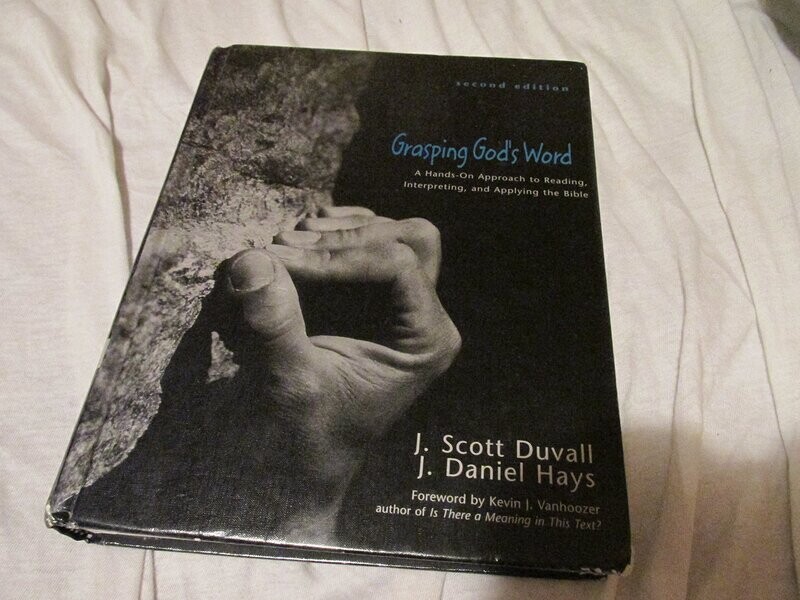 second edition
Grasping God's Word
A Hands-On Approach to Reading,
Interpreting, and Applying the Bible
J. Scott Duvall
J. Daniel Hays
Foreword by Kevin J. Vanhoozer
author of Is There a Meaning in This Text?